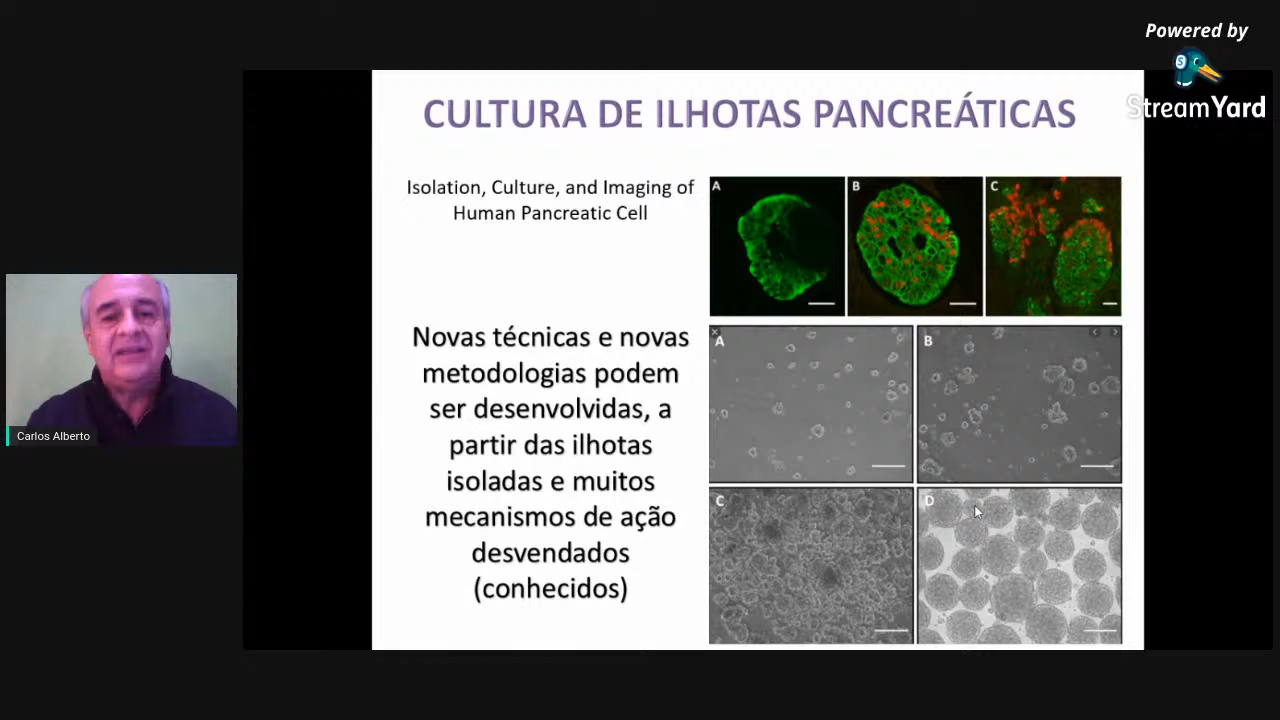 Powered by
StreamYard
CULTURA DE ILHOTAS PANCREÁTICAS
Isolation, Culture, and Imaging of
Human Pancreatic Cell
A
B
C
Novas técnicas e novas
metodologias podem
ser desenvolvidas, a
partir das ilhotas
isoladas e muitos
mecanismos de ação
desvendados
(conhecidos)
A
B
C
D
Carlos Alberto